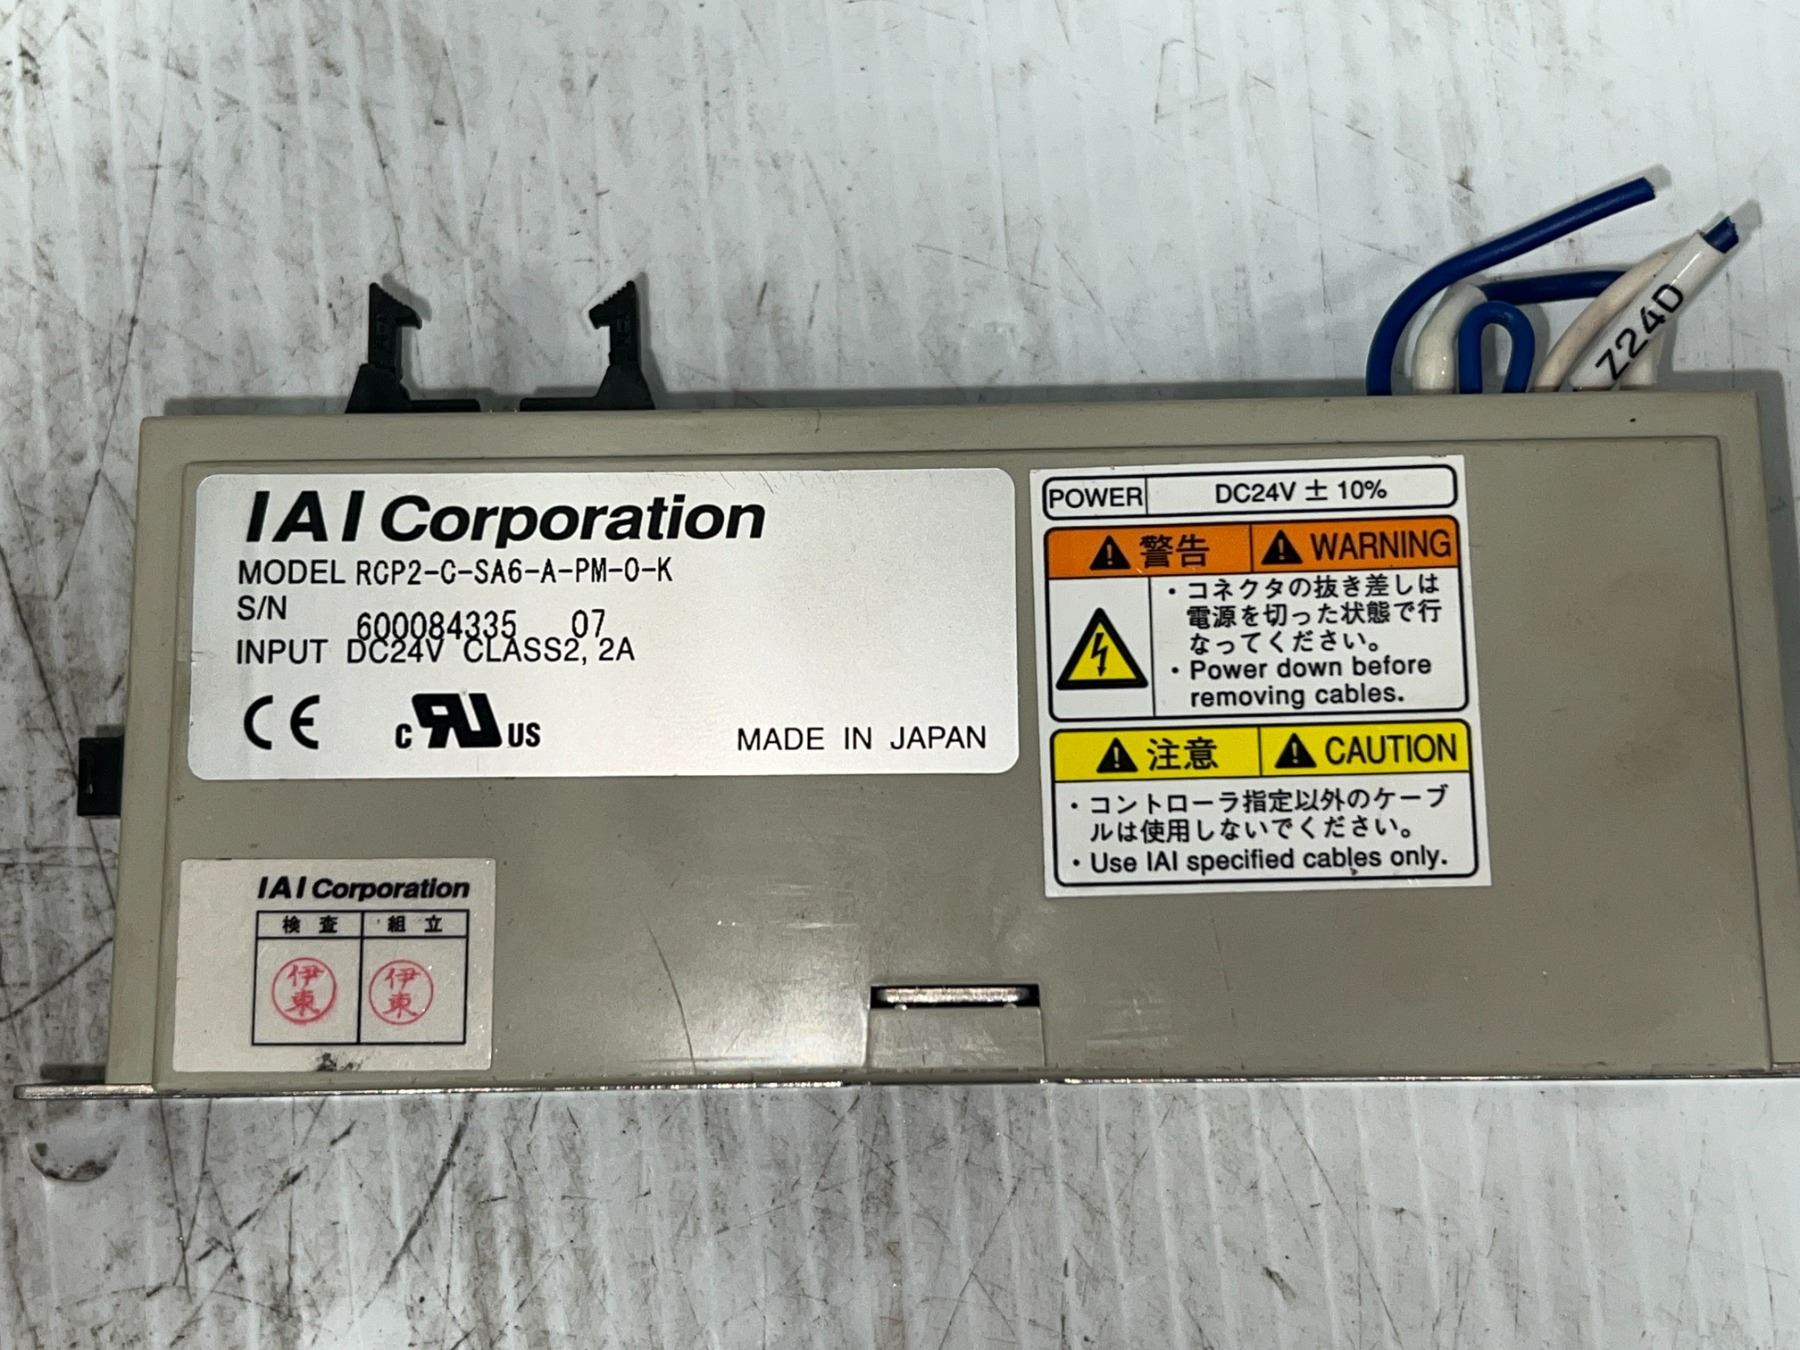 IAI Corporation
MODEL RCP2-C-SA6-A-PM-0-K
S/N 600084335 07
INPUT DC24V CLASS2, 2A
CE c RU US
MADE IN JAPAN
POWER DC24V ± 10%
警告 WARNING
・コネクタの抜き差しは
電源を切った状態で行
なってください。
・Power down before
removing cables.
注意 CAUTION
・コントローラ指定以外のケーブ
ルは使用しないでください。
・Use IAI specified cables only.
IAI Corporation
検査 組立
伊東 伊東
Z24D